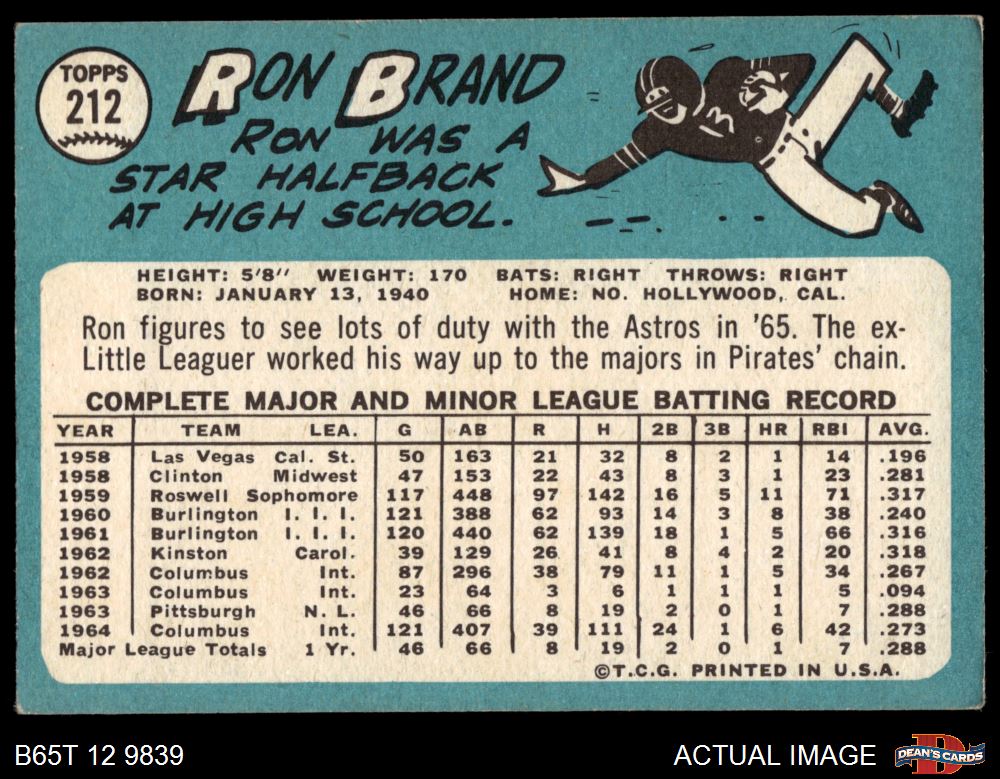 TOPPS
212
RON BRAND
RON WAS A
STAR HALFBACK
AT HIGH SCHOOL.
HEIGHT: 5'8" WEIGHT: 170 BATS: RIGHT THROWS: RIGHT
BORN: JANUARY 13, 1940 HOME: NO. HOLLYWOOD, CAL.
Ron figures to see lots of duty with the Astros in '65. The ex-
Little Leaguer worked his way up to the majors in Pirates' chain.
COMPLETE MAJOR AND MINOR LEAGUE BATTING RECORD
YEAR TEAM LEA. G AB R H 2B 3B HR RBI AVG.
1958 Las Vegas Cal. St. 50 163 21 32 8 2 1 14 .196
1958 Clinton Midwest 47 153 22 43 8 3 1 23 .281
1959 Roswell Sophomore 117 448 97 142 16 5 11 71 .317
1960 Burlington I. I. I. 121 388 62 93 14 3 8 38 .240
1961 Burlington I. I. I. 120 440 62 139 18 1 5 66 .316
1962 Kinston Carol. 39 129 26 41 8 4 2 20 .318
1962 Columbus Int. 87 296 38 79 11 1 5 34 .267
1963 Columbus Int. 23 64 3 6 1 1 1 5 .094
1963 Pittsburgh N. L. 46 66 8 19 2 0 1 7 .288
1964 Columbus Int. 121 407 39 111 24 1 6 42 .273
Major League Totals 1 Yr. 46 66 8 19 2 0 1 7 .288
©T.C.G. PRINTED IN U.S.A.
B65T 12 9839 ACTUAL IMAGE DEAN'S CARDS